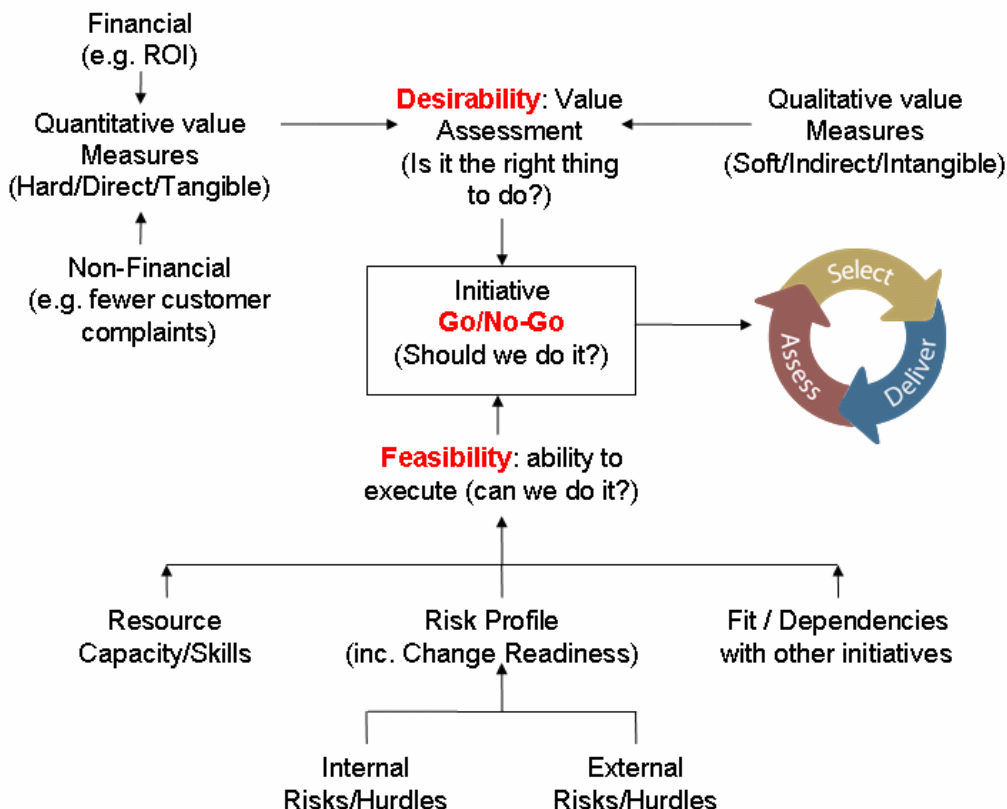 Financial
(e.g. ROI)
Quantitative value
Measures
(Hard/Direct/Tangible)
Non-Financial
(e.g. fewer customer
complaints)
Desirability: Value
Assessment
(Is it the right thing
to do?)
Qualitative value
Measures
(Soft/Indirect/Intangible)
Initiative
Go/No-Go
(Should we do it?)
Select
Deliver
Assess
Feasibility: ability to
execute (can we do it?)
Resource
Capacity/Skills
Risk Profile
(inc. Change Readiness)
Fit / Dependencies
with other initiatives
Internal
Risks/Hurdles
External
Risks/Hurdles